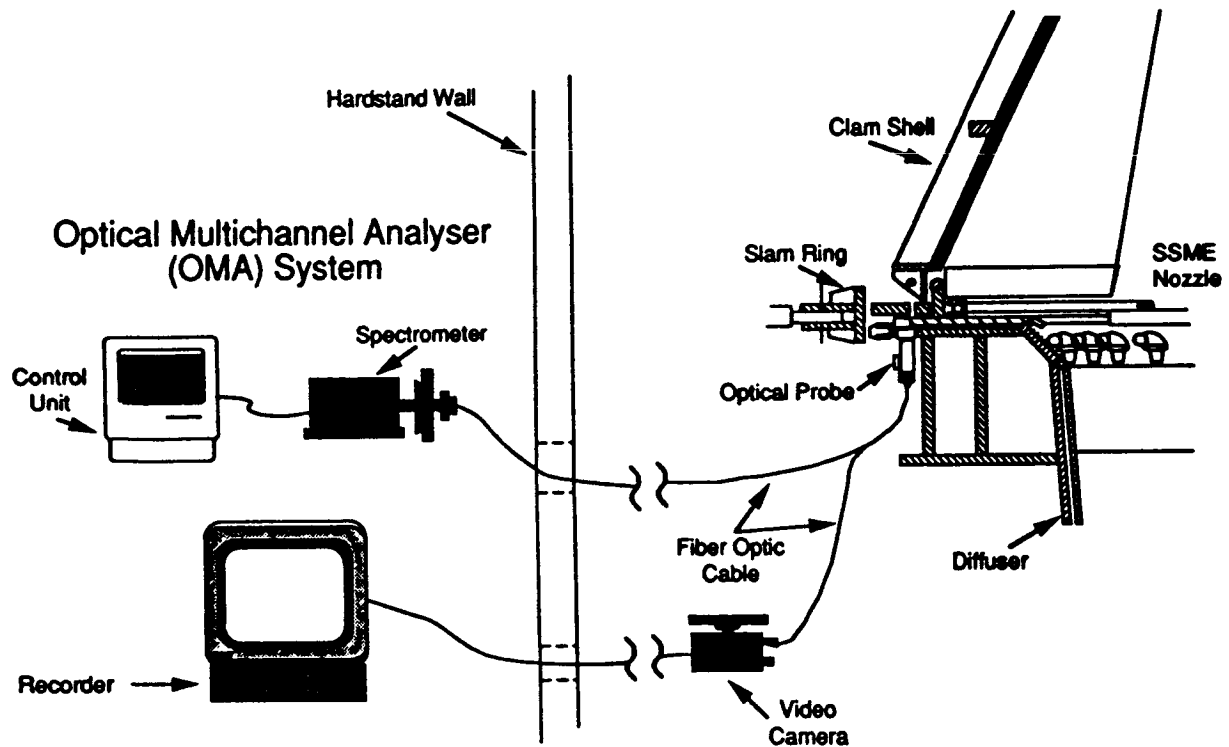 Hardstand Wall
Clam Shell
Optical Multichannel Analyser
(OMA) System
Slam Ring
SSME
Nozzle
Spectrometer
Control
Unit
Optical Probe
Fiber Optic
Cable
Diffuser
Recorder
Video
Camera